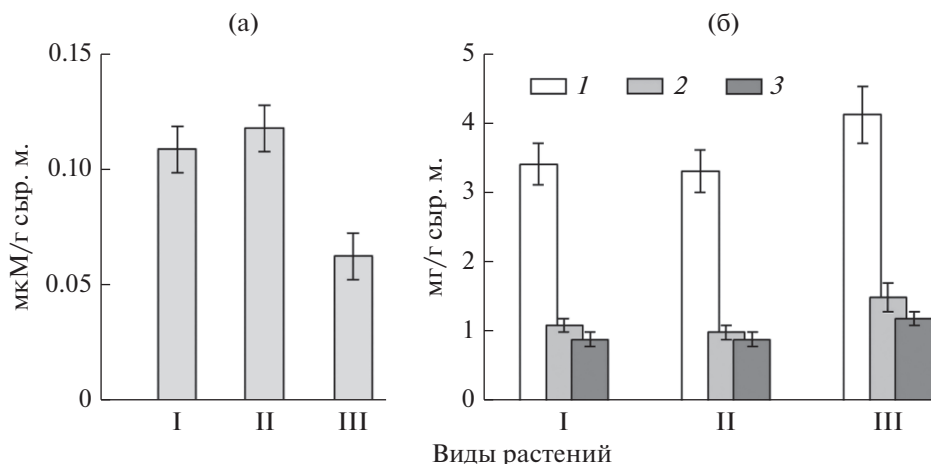 (а)
0.15
0.10
0.05
0
мкМ/г сыр. м.
I II III
(б)
5
4
3
2
1
0
мг/г сыр. м.
1 2 3
I II III
Виды растений